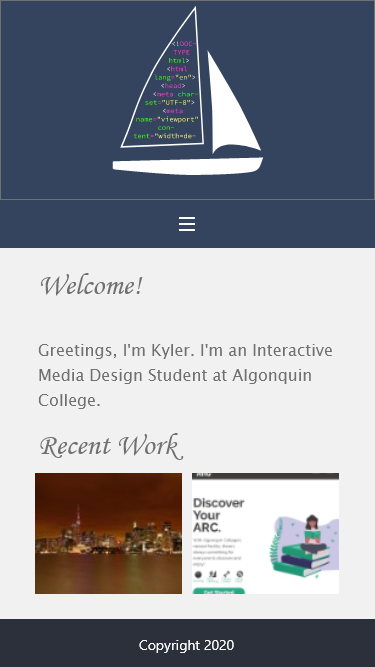 <!DOC-
TYPE
html>
<html
lang="en">
<head>
<meta char-
set="UTF-8">
<meta
name="viewport"
con-
tent="width=de-
Welcome!
Greetings, I'm Kyler. I'm an Interactive
Media Design Student at Algonquin
College.
Recent Work
Discover
Your
ARC.
Get Started
Copyright 2020